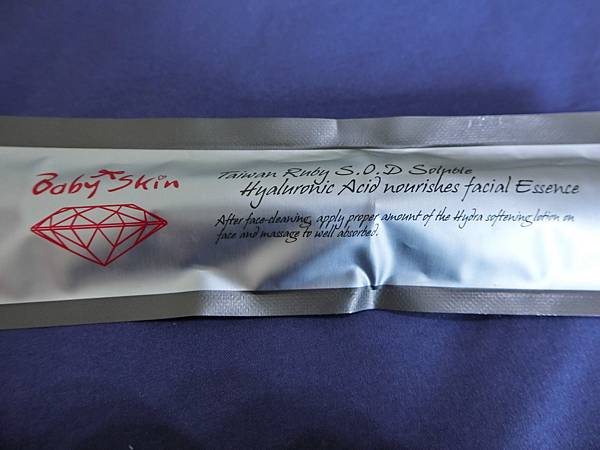 Baby Skin
Taiwan Ruby S.O.D Soluble
Hyaluronic Acid nourishes facial Essence
After face-cleaning, apply proper amount of the Hydra softening lotion on
face and massage to well absorbed.